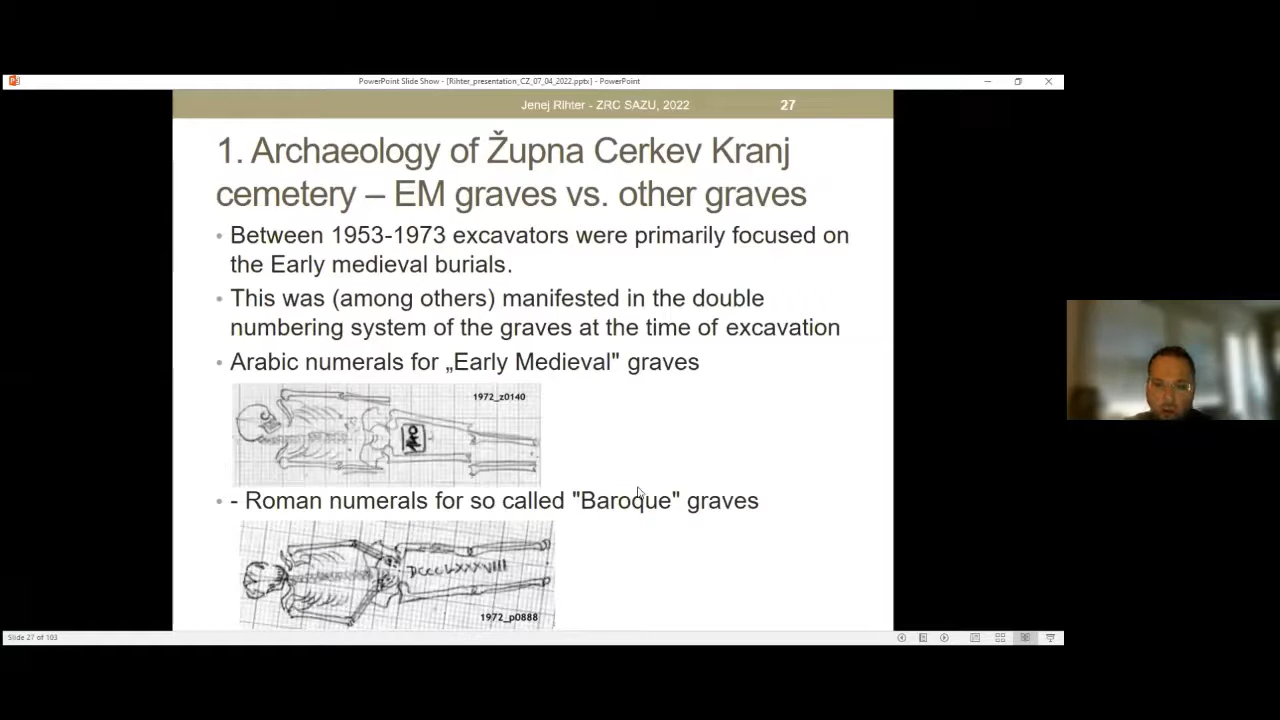 PowerPoint Slide Show - [Rihter_presentation_CZ_07_04_2022.pptx] - PowerPoint
Jenej Rihter - ZRC SAZU, 2022 27
1. Archaeology of Župna Cerkev Kranj
cemetery – EM graves vs. other graves
• Between 1953-1973 excavators were primarily focused on
the Early medieval burials.
• This was (among others) manifested in the double
numbering system of the graves at the time of excavation
• Arabic numerals for „Early Medieval" graves
1972_z0140
140
• - Roman numerals for so called "Baroque" graves
DCCCLXXXVIII
1972_p0888
Slide 27 of 103